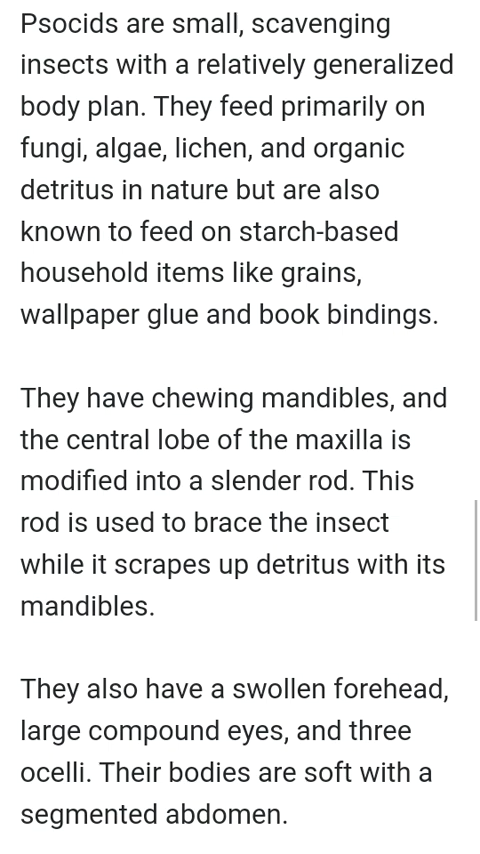 Psocids are small, scavenging
insects with a relatively generalized
body plan. They feed primarily on
fungi, algae, lichen, and organic
detritus in nature but are also
known to feed on starch-based
household items like grains,
wallpaper glue and book bindings.
They have chewing mandibles, and
the central lobe of the maxilla is
modified into a slender rod. This
rod is used to brace the insect
while it scrapes up detritus with its
mandibles.
They also have a swollen forehead,
large compound eyes, and three
ocelli. Their bodies are soft with a
segmented abdomen.